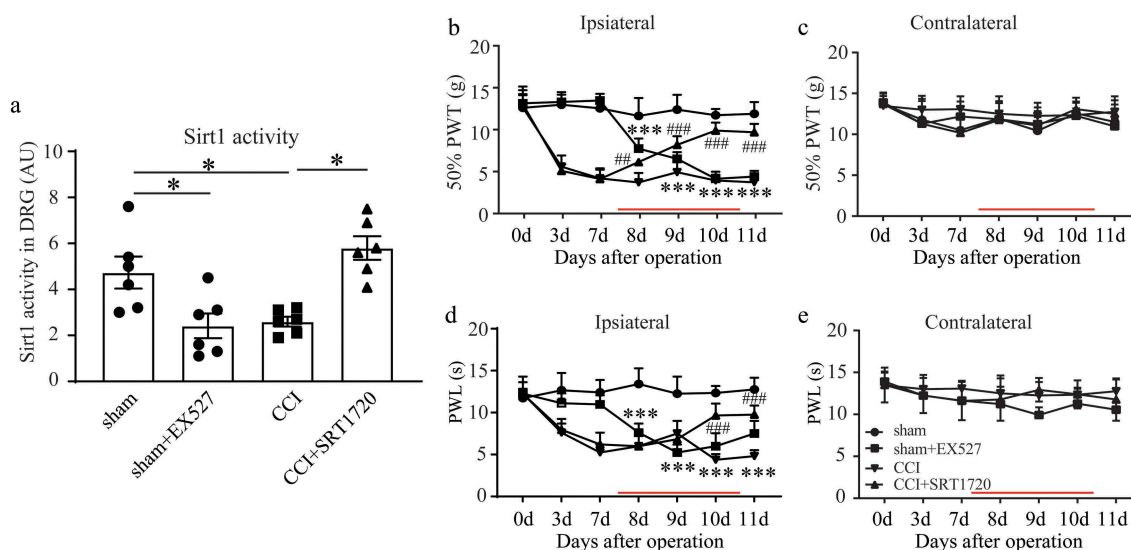 a
Sirt1 activity
Sirt1 activity in DRG (AU)
10
8
6
4
2
0
*
*
*
sham
sham+EX527
CCI
CCI+SRT1720
b
Ipsiateral
50% PWT (g)
20
15
10
5
0
***
###
##
###
###
***
***
***
0d 3d 7d 8d 9d 10d 11d
Days after operation
c
Contralateral
50% PWT (g)
20
15
10
5
0
0d 3d 7d 8d 9d 10d 11d
Days after operation
d
Ipsiateral
PWL (s)
20
15
10
5
0
***
###
###
***
***
***
0d 3d 7d 8d 9d 10d 11d
Days after operation
e
Contralateral
PWL (s)
20
15
10
5
0
sham
sham+EX527
CCI
CCI+SRT1720
0d 3d 7d 8d 9d 10d 11d
Days after operation